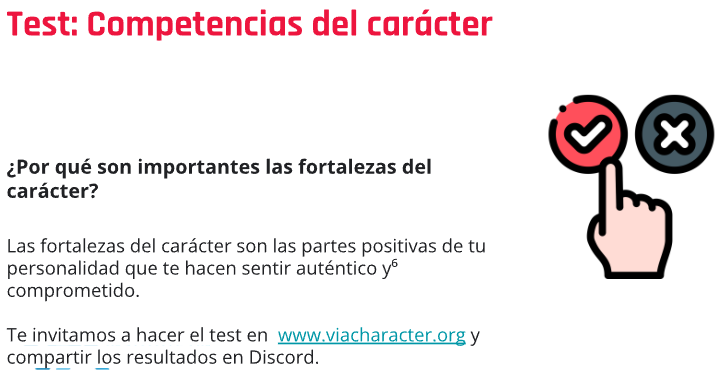 Test: Competencias del carácter
¿Por qué son importantes las fortalezas del
carácter?
Las fortalezas del carácter son las partes positivas de tu
personalidad que te hacen sentir auténtico y⁶
comprometido.
Te invitamos a hacer el test en www.viacharacter.org y
compartir los resultados en Discord.